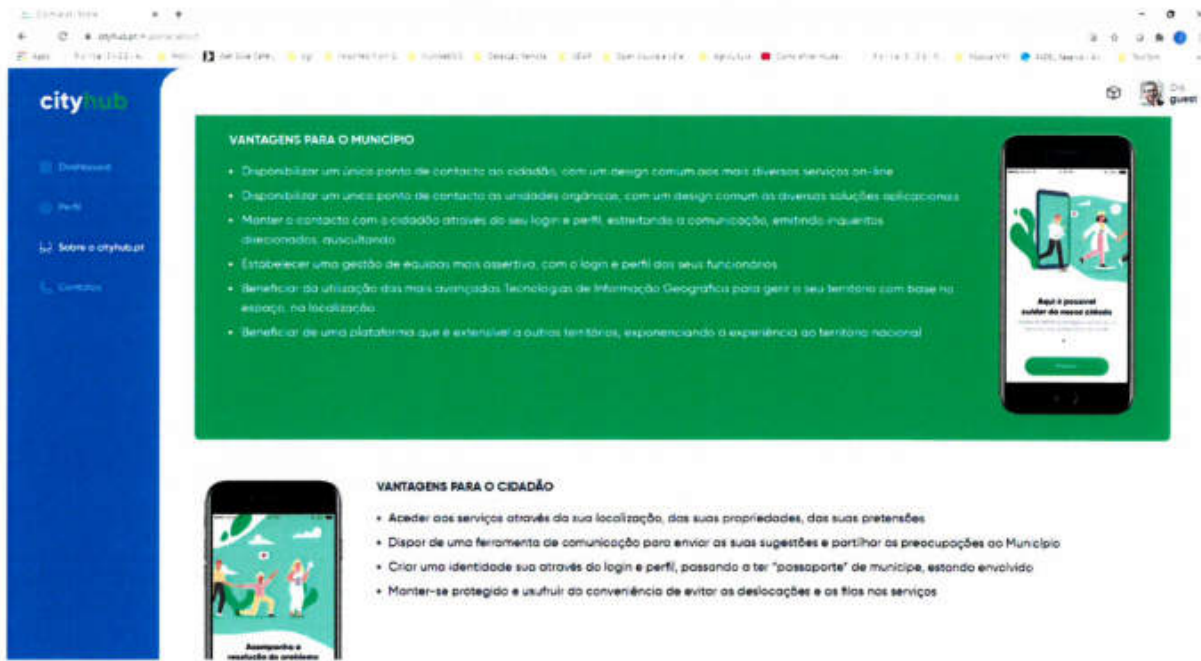 cityhub.pt
Apps
cityhub
Olá,
guest
Dashboard
Perfil
Sobre o cityhub.pt
Contatos
VANTAGENS PARA O MUNICÍPIO
• Disponibilizar um único ponto de contacto ao cidadão, com um design comum aos mais diversos serviços on-line
• Disponibilizar um único ponto de contacto às unidades orgânicas, com um design comum às diversas soluções aplicacionais
• Manter o contacto com o cidadão através do seu login e perfil, estreitando a comunicação, emitindo inquéritos
direcionados, auscultando
• Estabelecer uma gestão de equipas mais assertiva, com o login e perfil dos seus funcionários
• Beneficiar da utilização das mais avançadas Tecnologias de Informação Geográfica para gerir o seu território com base no
espaço, na localização
• Beneficiar de uma plataforma que é extensível a outros territórios, exponenciando a experiência ao território nacional
Aqui é possível
cuidar da nossa cidade
VANTAGENS PARA O CIDADÃO
• Aceder aos serviços através da sua localização, das suas propriedades, das suas pretensões
• Dispor de uma ferramenta de comunicação para enviar as suas sugestões e partilhar as preocupações ao Município
• Criar uma identidade sua através do login e perfil, passando a ter "passaporte" de munícipe, estando envolvido
• Manter-se protegido e usufruir da conveniência de evitar as deslocações e as filas nos serviços
Acompanha a
resolução do problema